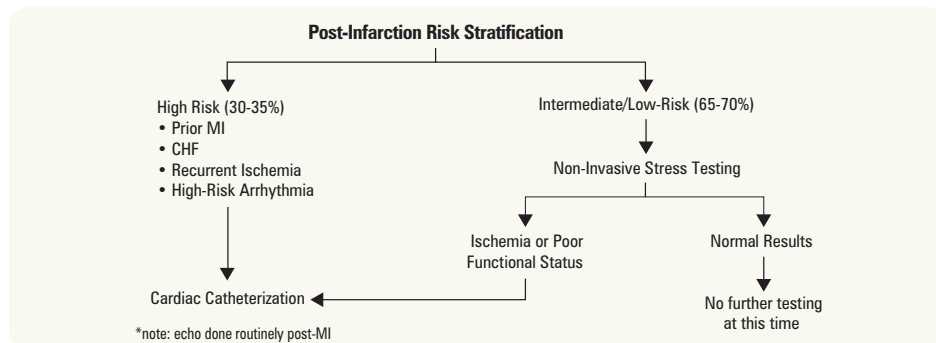 Post-Infarction Risk Stratification
High Risk (30-35%)
• Prior MI
• CHF
• Recurrent Ischemia
• High-Risk Arrhythmia
Intermediate/Low-Risk (65-70%)
Non-Invasive Stress Testing
Ischemia or Poor
Functional Status
Normal Results
Cardiac Catheterization
No further testing
at this time
*note: echo done routinely post-MI